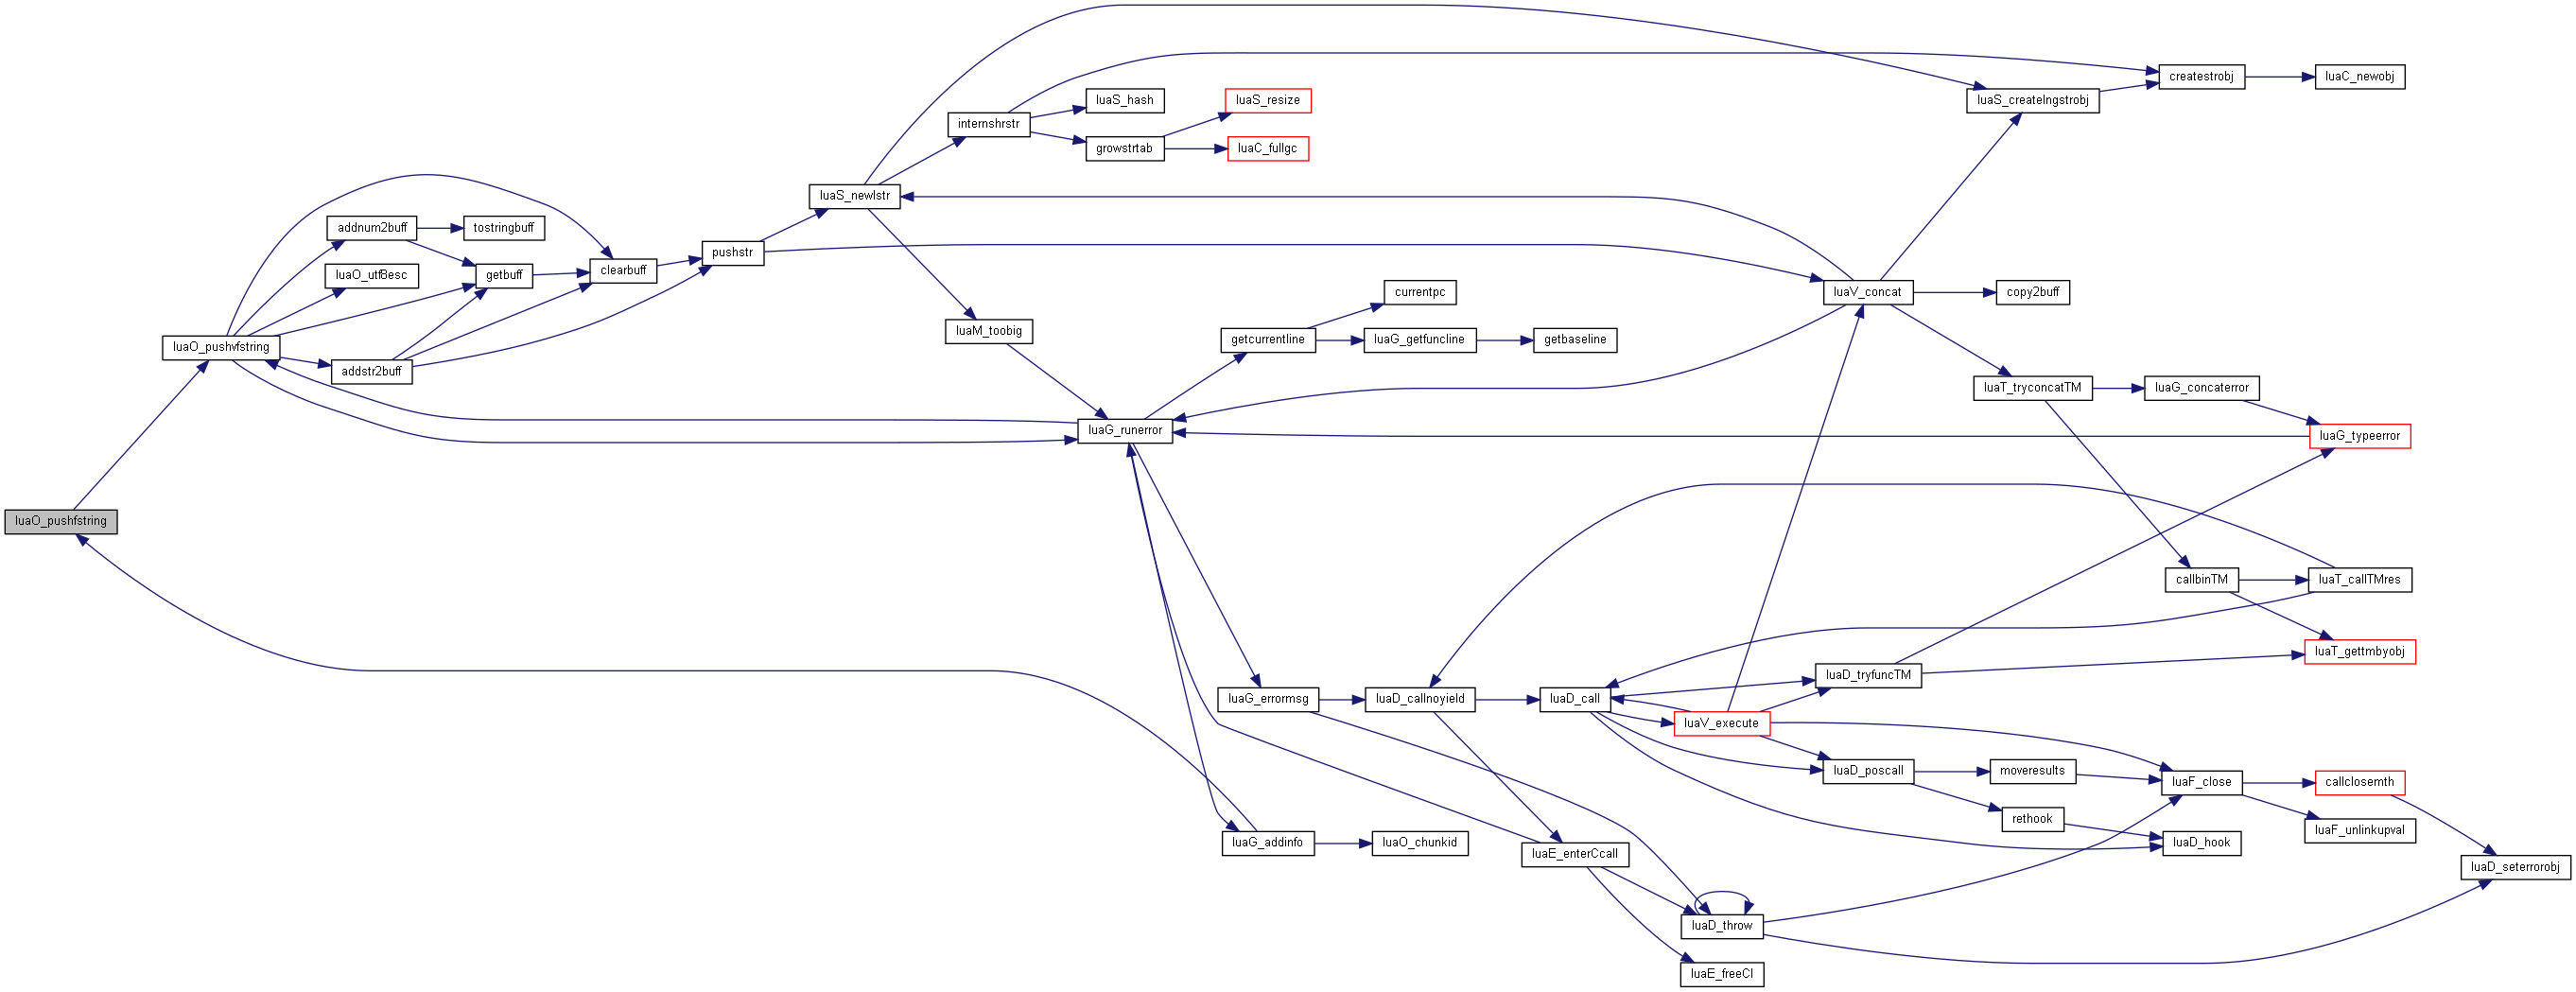 luaO_pushfstring
luaO_pushvfstring
addnum2buff
luaO_utf8esc
addstr2buff
tostringbuff
getbuff
clearbuff
pushstr
luaS_newlstr
internshrstr
luaM_toobig
luaS_hash
growstrtab
luaS_resize
luaC_fullgc
luaG_runerror
getcurrentline
currentpc
luaG_getfuncline
getbaseline
luaG_errormsg
luaG_addinfo
luaO_chunkid
luaD_callnoyield
luaE_enterCcall
luaD_call
luaV_execute
luaD_throw
luaE_freeCI
luaV_concat
luaD_tryfuncTM
luaD_poscall
luaS_createlngstrobj
copy2buff
luaT_tryconcatTM
moveresults
rethook
createstrobj
luaG_concaterror
callbinTM
luaF_close
luaD_hook
luaC_newobj
luaG_typeerror
luaT_callTMres
luaT_gettmbyobj
callclosemth
luaF_unlinkupval
luaD_seterrorobj